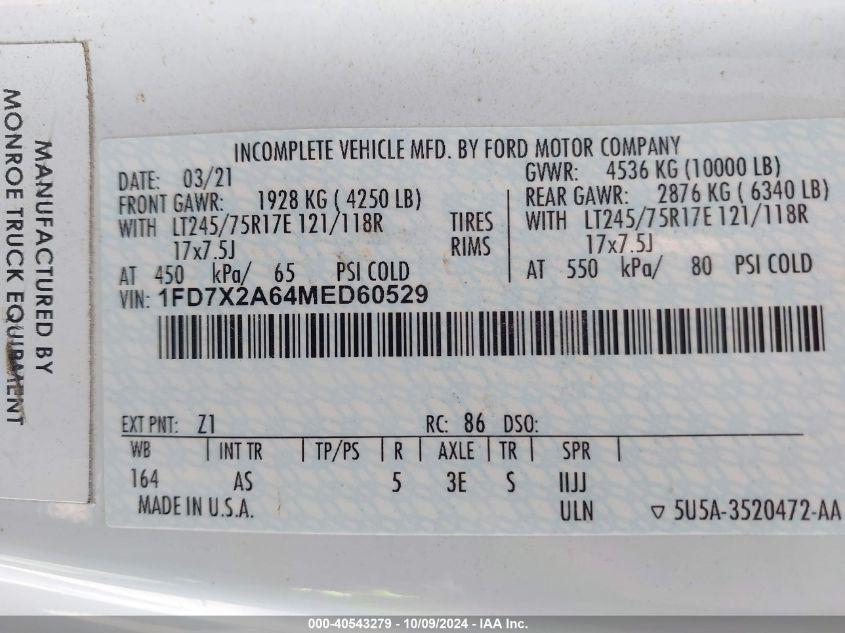 MANUFACTURED BY
MONROE TRUCK EQUIPMENT
INCOMPLETE VEHICLE MFD. BY FORD MOTOR COMPANY
DATE: 03/21 GVWR: 4536 KG (10000 LB)
FRONT GAWR: 1928 KG ( 4250 LB) REAR GAWR: 2876 KG ( 6340 LB)
WITH LT245/75R17E 121/118R TIRES WITH LT245/75R17E 121/118R
17x7.5J RIMS 17x7.5J
AT 450 kPa/ 65 PSI COLD AT 550 kPa/ 80 PSI COLD
VIN: 1FD7X2A64MED60529
EXT PNT: Z1 RC: 86 DSO:
WB INT TR TP/PS R AXLE TR SPR
164 AS 5 3E S IIJJ
MADE IN U.S.A. ULN ▽ 5U5A-3520472-AA
000-40543279 - 10/09/2024 - IAA Inc.